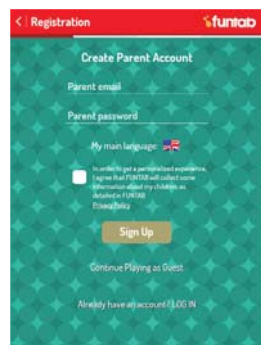 < Registration
funtab
Create Parent Account
Parent email
Parent password
My main language:
In order to get a personalized experience,
I agree that FUNTAB will collect some
information about my children as
detailed in FUNTAB
Privacy Policy
Sign Up
Continue Playing as Guest
Already have an account? LOG IN